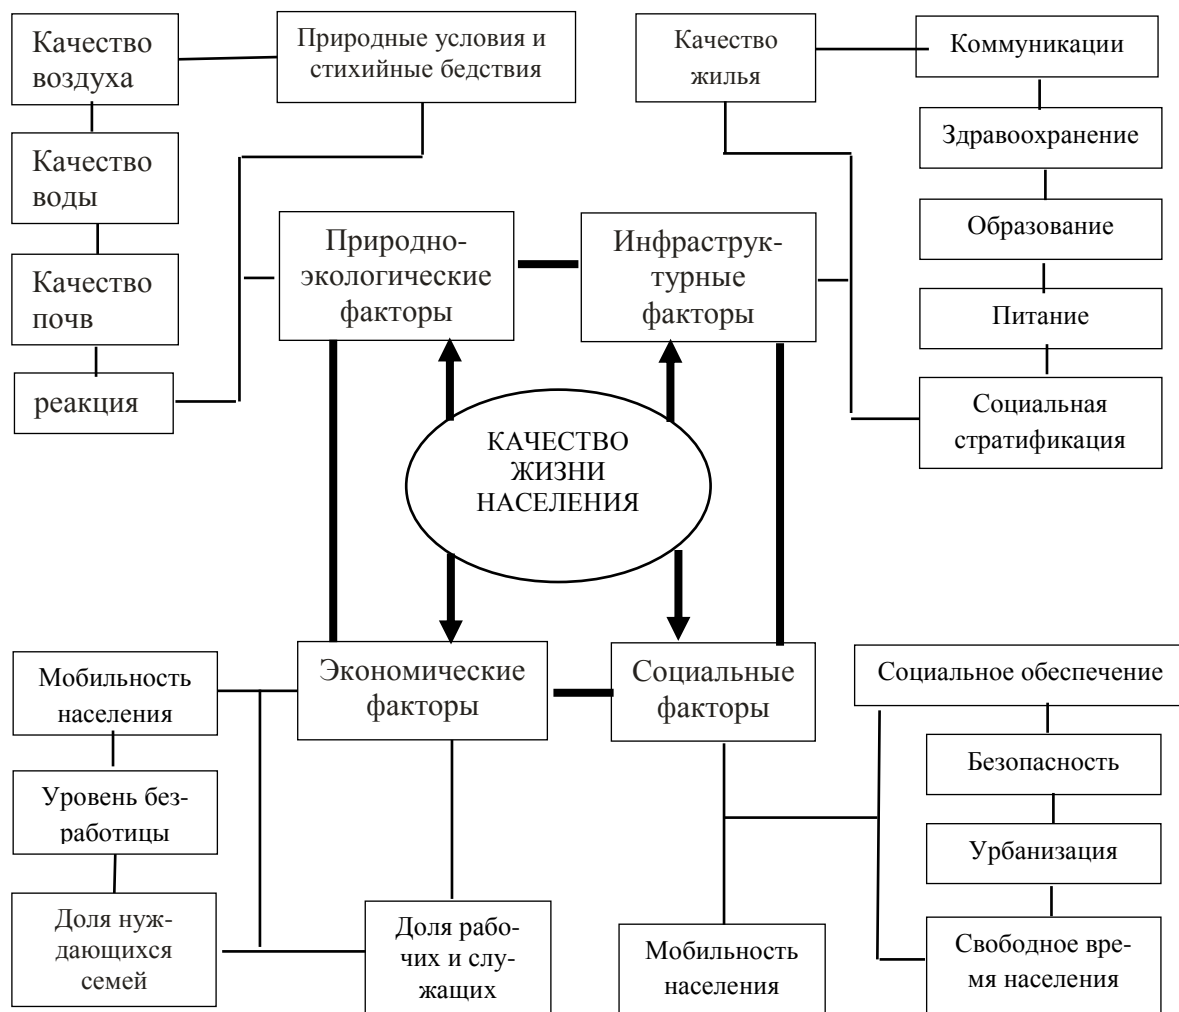 Качество
воздуха
Природные условия и
стихийные бедствия
Качество
жилья
Коммуникации
Качество
воды
Здравоохранение
Качество
почв
Природно-
экологические
факторы
Инфраструк-
турные
факторы
Образование
Питание
реакция
Социальная
стратификация
КАЧЕСТВО
ЖИЗНИ
НАСЕЛЕНИЯ
Мобильность
населения
Экономические
факторы
Социальные
факторы
Социальное обеспечение
Уровень без-
работицы
Безопасность
Урбанизация
Доля нуж-
дающихся
семей
Доля рабо-
чих и слу-
жащих
Мобильность
населения
Свободное вре-
мя населения